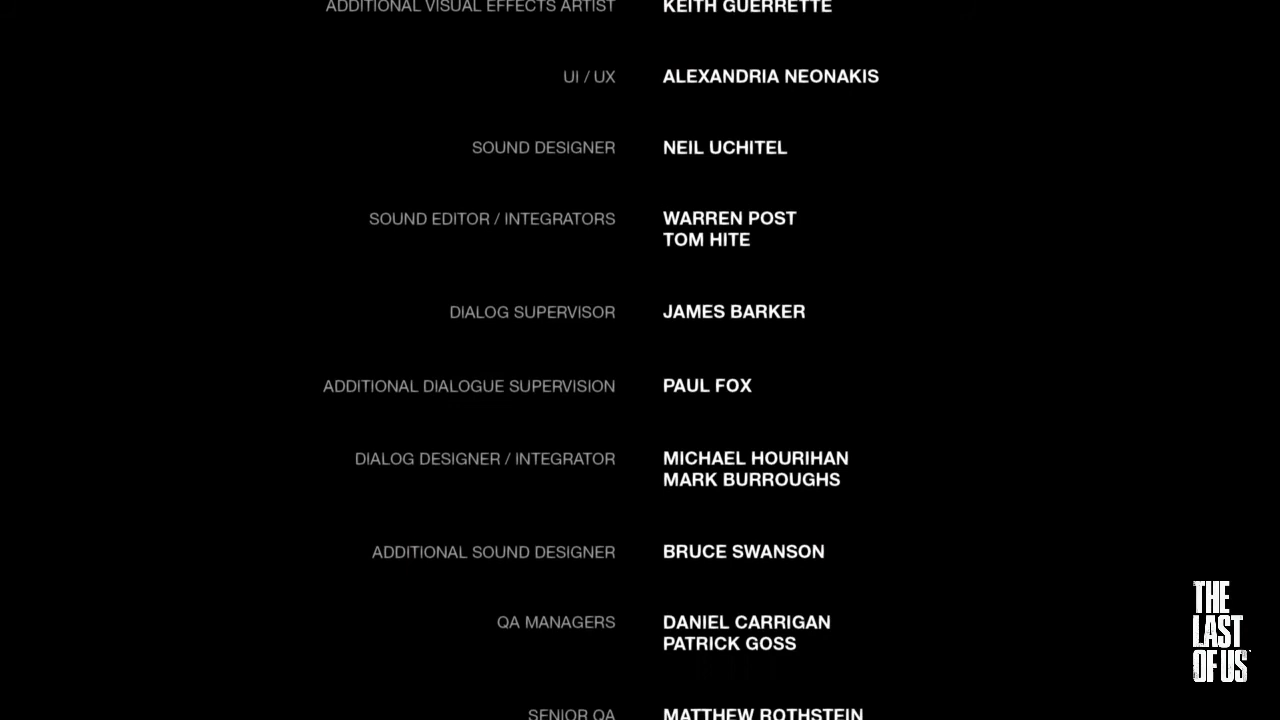 ADDITIONAL VISUAL EFFECTS ARTIST KEITH GUERRETTE
UI / UX ALEXANDRIA NEONAKIS
SOUND DESIGNER NEIL UCHITEL
SOUND EDITOR / INTEGRATORS WARREN POST
TOM HITE
DIALOG SUPERVISOR JAMES BARKER
ADDITIONAL DIALOGUE SUPERVISION PAUL FOX
DIALOG DESIGNER / INTEGRATOR MICHAEL HOURIHAN
MARK BURROUGHS
ADDITIONAL SOUND DESIGNER BRUCE SWANSON
QA MANAGERS DANIEL CARRIGAN
PATRICK GOSS
SENIOR QA MATTHEW ROTHSTEIN
THE
LAST
OF US